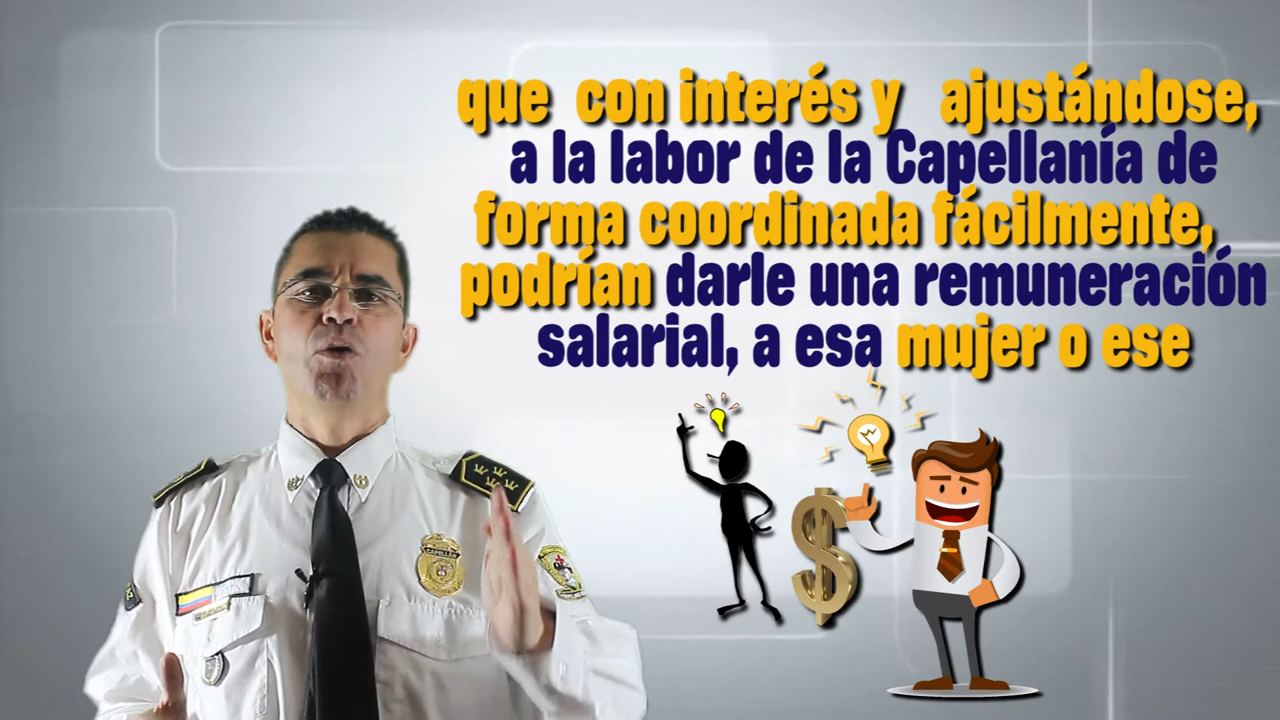 que con interés y ajustándose,
a la labor de la Capellanía de
forma coordinada fácilmente,
podrían darle una remuneración
salarial, a esa mujer o ese
CAPELLÁN
$